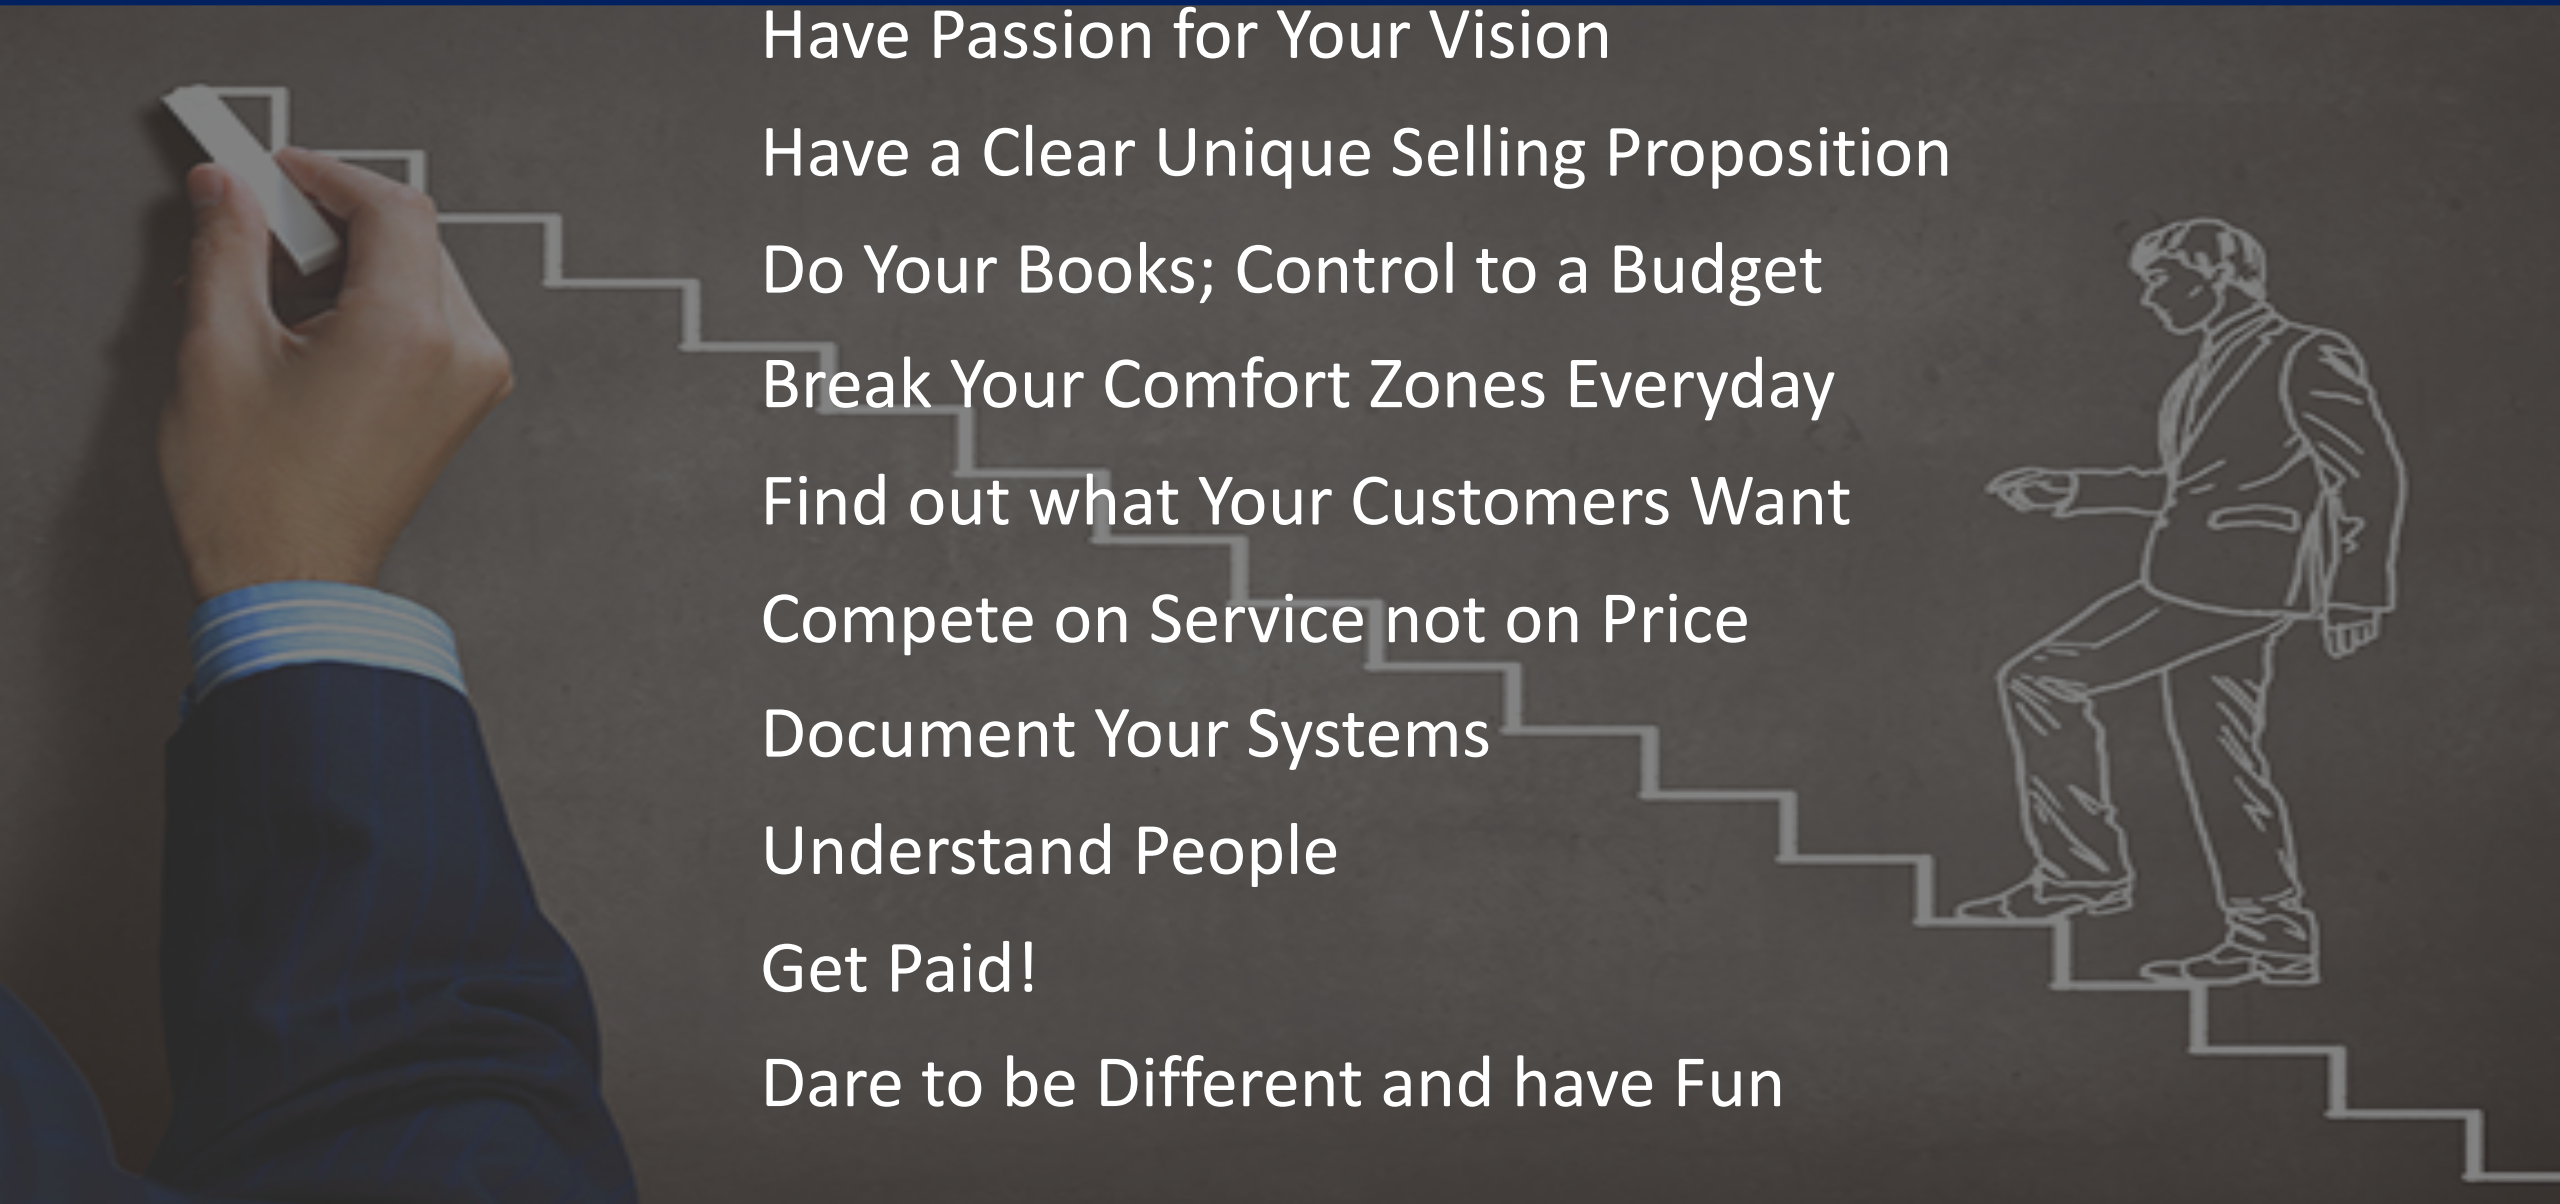 Have Passion for Your Vision
Have a Clear Unique Selling Proposition
Do Your Books; Control to a Budget
Break Your Comfort Zones Everyday
Find out what Your Customers Want
Compete on Service not on Price
Document Your Systems
Understand People
Get Paid!
Dare to be Different and have Fun